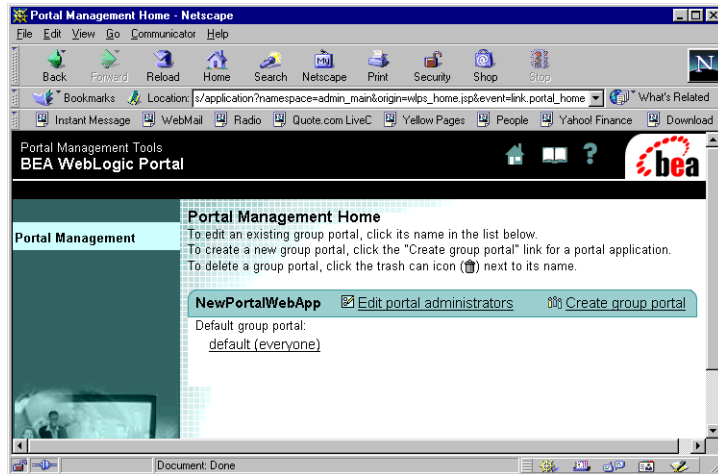 Portal Management Home - Netscape
File Edit View Go Communicator Help
Back Forward Reload Home Search Netscape Print Security Shop Stop
My
N
Bookmarks Location: s/application?namespace=admin_main&origin=wlps_home.jsp&event=link.portal_home What's Related
Instant Message WebMail Radio Quote.com LiveC Yellow Pages People Yahoo! Finance Download
Portal Management Tools
BEA WebLogic Portal
?
bea
Portal Management Home
Portal Management
To edit an existing group portal, click its name in the list below.
To create a new group portal, click the "Create group portal" link for a portal application.
To delete a group portal, click the trash can icon () next to its name.
NewPortalWebApp Edit portal administrators Create group portal
Default group portal:
default (everyone)
Document: Done